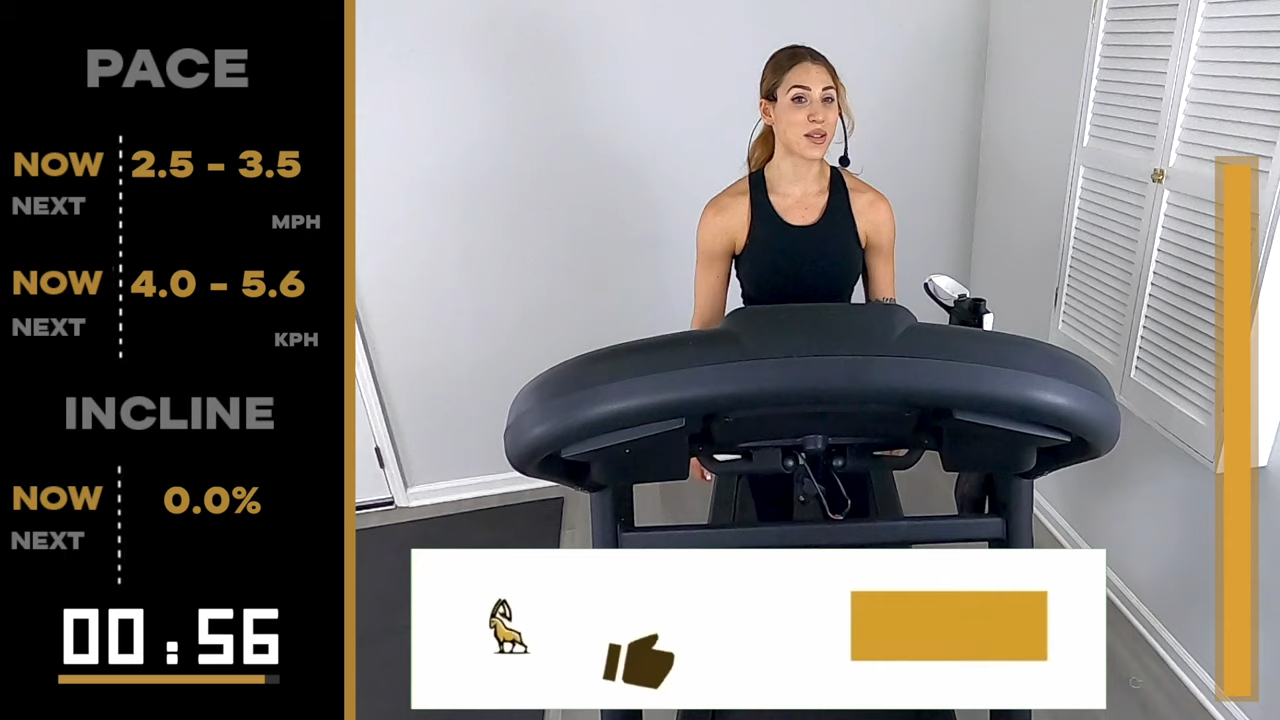 PACE
NOW 2.5 - 3.5
NEXT
MPH
NOW 4.0 - 5.6
NEXT
KPH
INCLINE
NOW 0.0%
NEXT
00:56